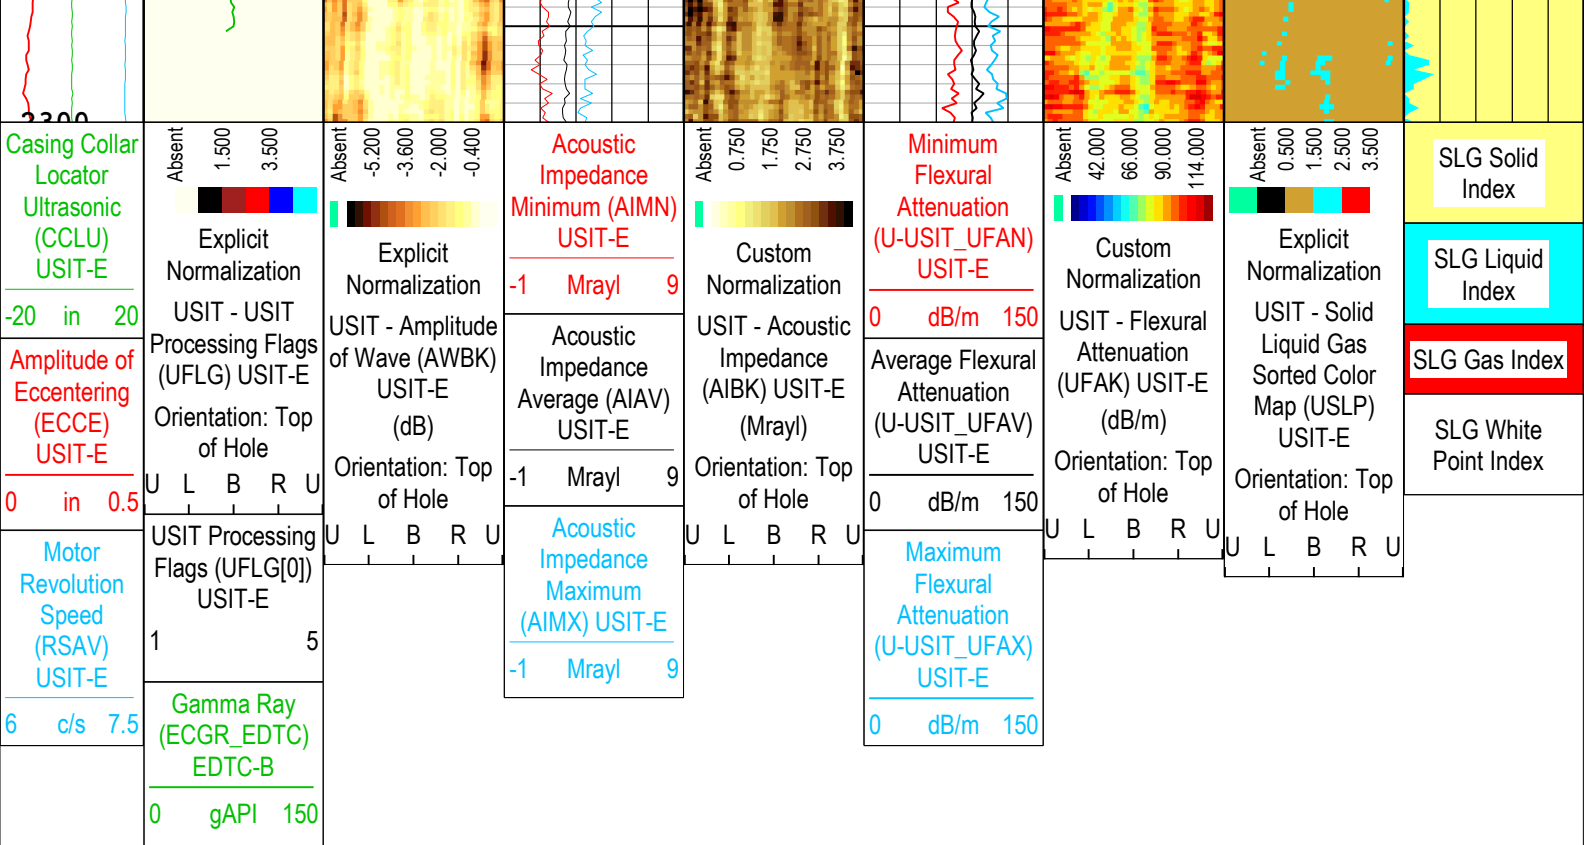 2300
Casing Collar
Locator
Ultrasonic
(CCLU)
USIT-E
-20 in 20
Amplitude of
Eccentering
(ECCE)
USIT-E
0 in 0.5
Motor
Revolution
Speed
(RSAV)
USIT-E
6 c/s 7.5
Absent 1.500 3.500
Explicit
Normalization
USIT - USIT
Processing Flags
(UFLG) USIT-E
Orientation: Top
of Hole
U L B R U
USIT Processing
Flags (UFLG[0])
USIT-E
1 5
Gamma Ray
(ECGR_EDTC)
EDTC-B
0 gAPI 150
Absent -5.200 -3.600 -2.000 -0.400
Explicit
Normalization
USIT - Amplitude
of Wave (AWBK)
USIT-E
(dB)
Orientation: Top
of Hole
U L B R U
Acoustic
Impedance
Minimum (AIMN)
USIT-E
-1 Mrayl 9
Acoustic
Impedance
Average (AIAV)
USIT-E
-1 Mrayl 9
Acoustic
Impedance
Maximum
(AIMX) USIT-E
-1 Mrayl 9
Absent 0.750 1.750 2.750 3.750
Custom
Normalization
USIT - Acoustic
Impedance
(AIBK) USIT-E
(Mrayl)
Orientation: Top
of Hole
U L B R U
Minimum
Flexural
Attenuation
(U-USIT_UFAN)
USIT-E
0 dB/m 150
Average Flexural
Attenuation
(U-USIT_UFAV)
USIT-E
0 dB/m 150
Maximum
Flexural
Attenuation
(U-USIT_UFAX)
USIT-E
0 dB/m 150
Absent 42.000 66.000 90.000 114.000
Custom
Normalization
USIT - Flexural
Attenuation
(UFAK) USIT-E
(dB/m)
Orientation: Top
of Hole
U L B R U
Absent 0.500 1.500 2.500 3.500
Explicit
Normalization
USIT - Solid
Liquid Gas
Sorted Color
Map (USLP)
USIT-E
Orientation: Top
of Hole
U L B R U
SLG Solid
Index
SLG Liquid
Index
SLG Gas Index
SLG White
Point Index